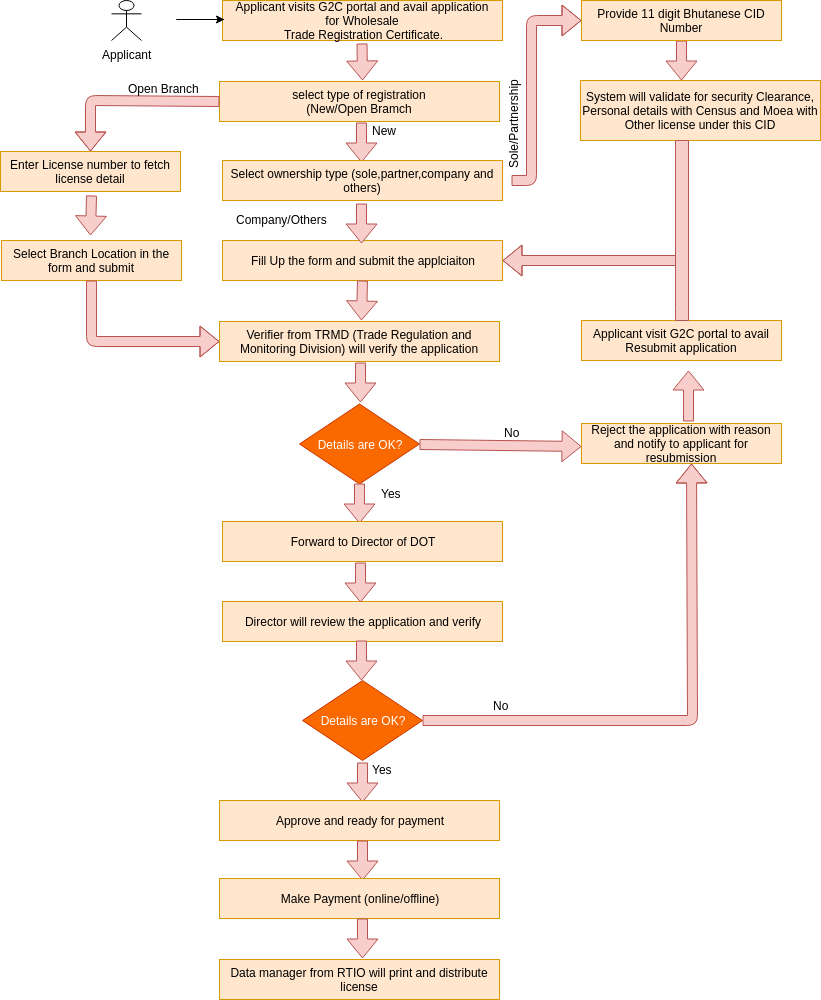 Applicant
Applicant visits G2C portal and avail application
for Wholesale
Trade Registration Certificate.
select type of registration
(New/Open Bramch
Open Branch
New
Enter License number to fetch
license detail
Select Branch Location in the
form and submit
Select ownership type (sole,partner,company and
others)
Sole/Partnership
Provide 11 digit Bhutanese CID
Number
System will validate for security Clearance,
Personal details with Census and Moea with
Other license under this CID
Company/Others
Fill Up the form and submit the applciaiton
Verifier from TRMD (Trade Regulation and
Monitoring Division) will verify the application
Applicant visit G2C portal to avail
Resubmit application
Details are OK?
No
Reject the application with reason
and notify to applicant for
resubmission
Yes
Forward to Director of DOT
Director will review the application and verify
Details are OK?
No
Yes
Approve and ready for payment
Make Payment (online/offline)
Data manager from RTIO will print and distribute
license